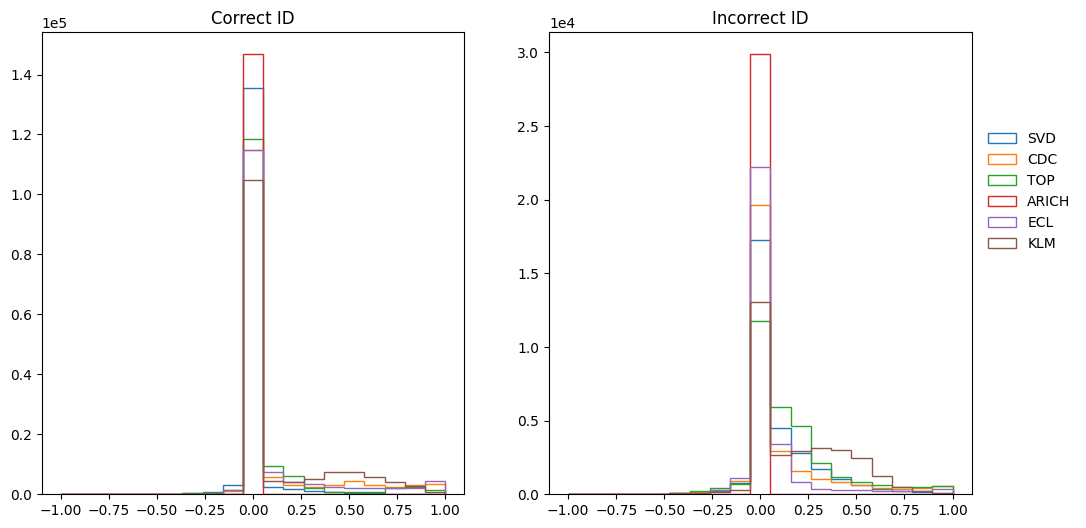 Correct ID
1e5
1.4
1.2
1.0
0.8
0.6
0.4
0.2
0.0
−1.00 −0.75 −0.50 −0.25 0.00 0.25 0.50 0.75 1.00
Incorrect ID
1e4
3.0
2.5
2.0
1.5
1.0
0.5
0.0
−1.00 −0.75 −0.50 −0.25 0.00 0.25 0.50 0.75 1.00
SVD
CDC
TOP
ARICH
ECL
KLM